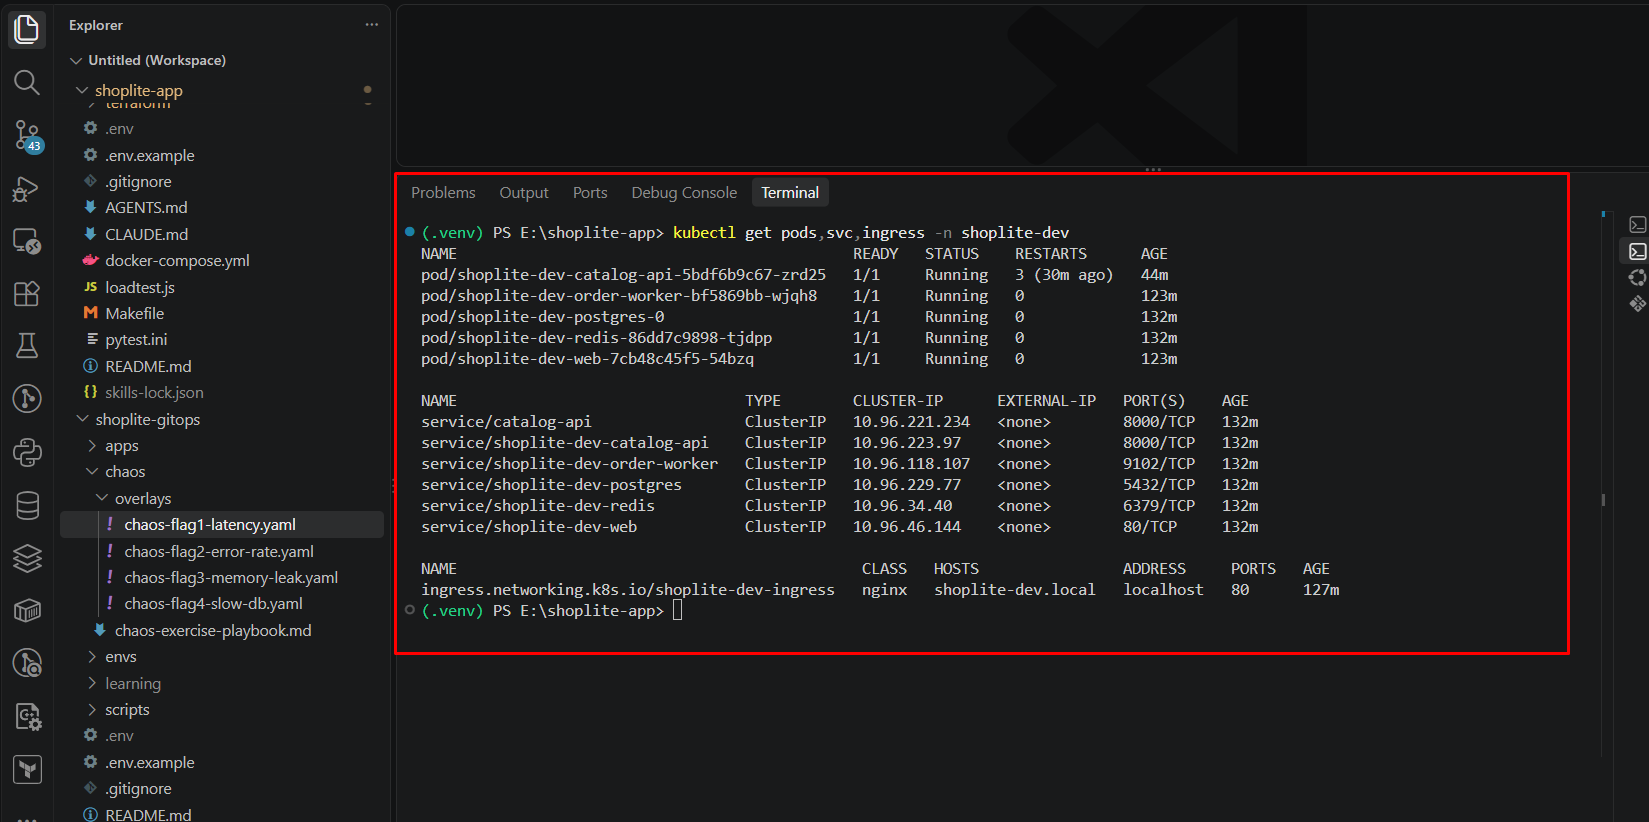 Explorer
Untitled (Workspace)
shoplite-app
terraform
.env
.env.example
.gitignore
AGENTS.md
CLAUDE.md
docker-compose.yml
JS loadtest.js
M Makefile
pytest.ini
README.md
{} skills-lock.json
shoplite-gitops
apps
chaos
overlays
! chaos-flag1-latency.yaml
! chaos-flag2-error-rate.yaml
! chaos-flag3-memory-leak.yaml
! chaos-flag4-slow-db.yaml
chaos-exercise-playbook.md
envs
learning
scripts
.env
.env.example
.gitignore
README.md
43
Problems Output Ports Debug Console Terminal
(.venv) PS E:\shoplite-app> kubectl get pods,svc,ingress -n shoplite-dev
NAME READY STATUS RESTARTS AGE
pod/shoplite-dev-catalog-api-5bdf6b9c67-zrd25 1/1 Running 3 (30m ago) 44m
pod/shoplite-dev-order-worker-bf5869bb-wjqh8 1/1 Running 0 123m
pod/shoplite-dev-postgres-0 1/1 Running 0 132m
pod/shoplite-dev-redis-86dd7c9898-tjdpp 1/1 Running 0 132m
pod/shoplite-dev-web-7cb48c45f5-54bzq 1/1 Running 0 123m
NAME TYPE CLUSTER-IP EXTERNAL-IP PORT(S) AGE
service/catalog-api ClusterIP 10.96.221.234 <none> 8000/TCP 132m
service/shoplite-dev-catalog-api ClusterIP 10.96.223.97 <none> 8000/TCP 132m
service/shoplite-dev-order-worker ClusterIP 10.96.118.107 <none> 9102/TCP 132m
service/shoplite-dev-postgres ClusterIP 10.96.229.77 <none> 5432/TCP 132m
service/shoplite-dev-redis ClusterIP 10.96.34.40 <none> 6379/TCP 132m
service/shoplite-dev-web ClusterIP 10.96.46.144 <none> 80/TCP 132m
NAME CLASS HOSTS ADDRESS PORTS AGE
ingress.networking.k8s.io/shoplite-dev-ingress nginx shoplite-dev.local localhost 80 127m
(.venv) PS E:\shoplite-app>